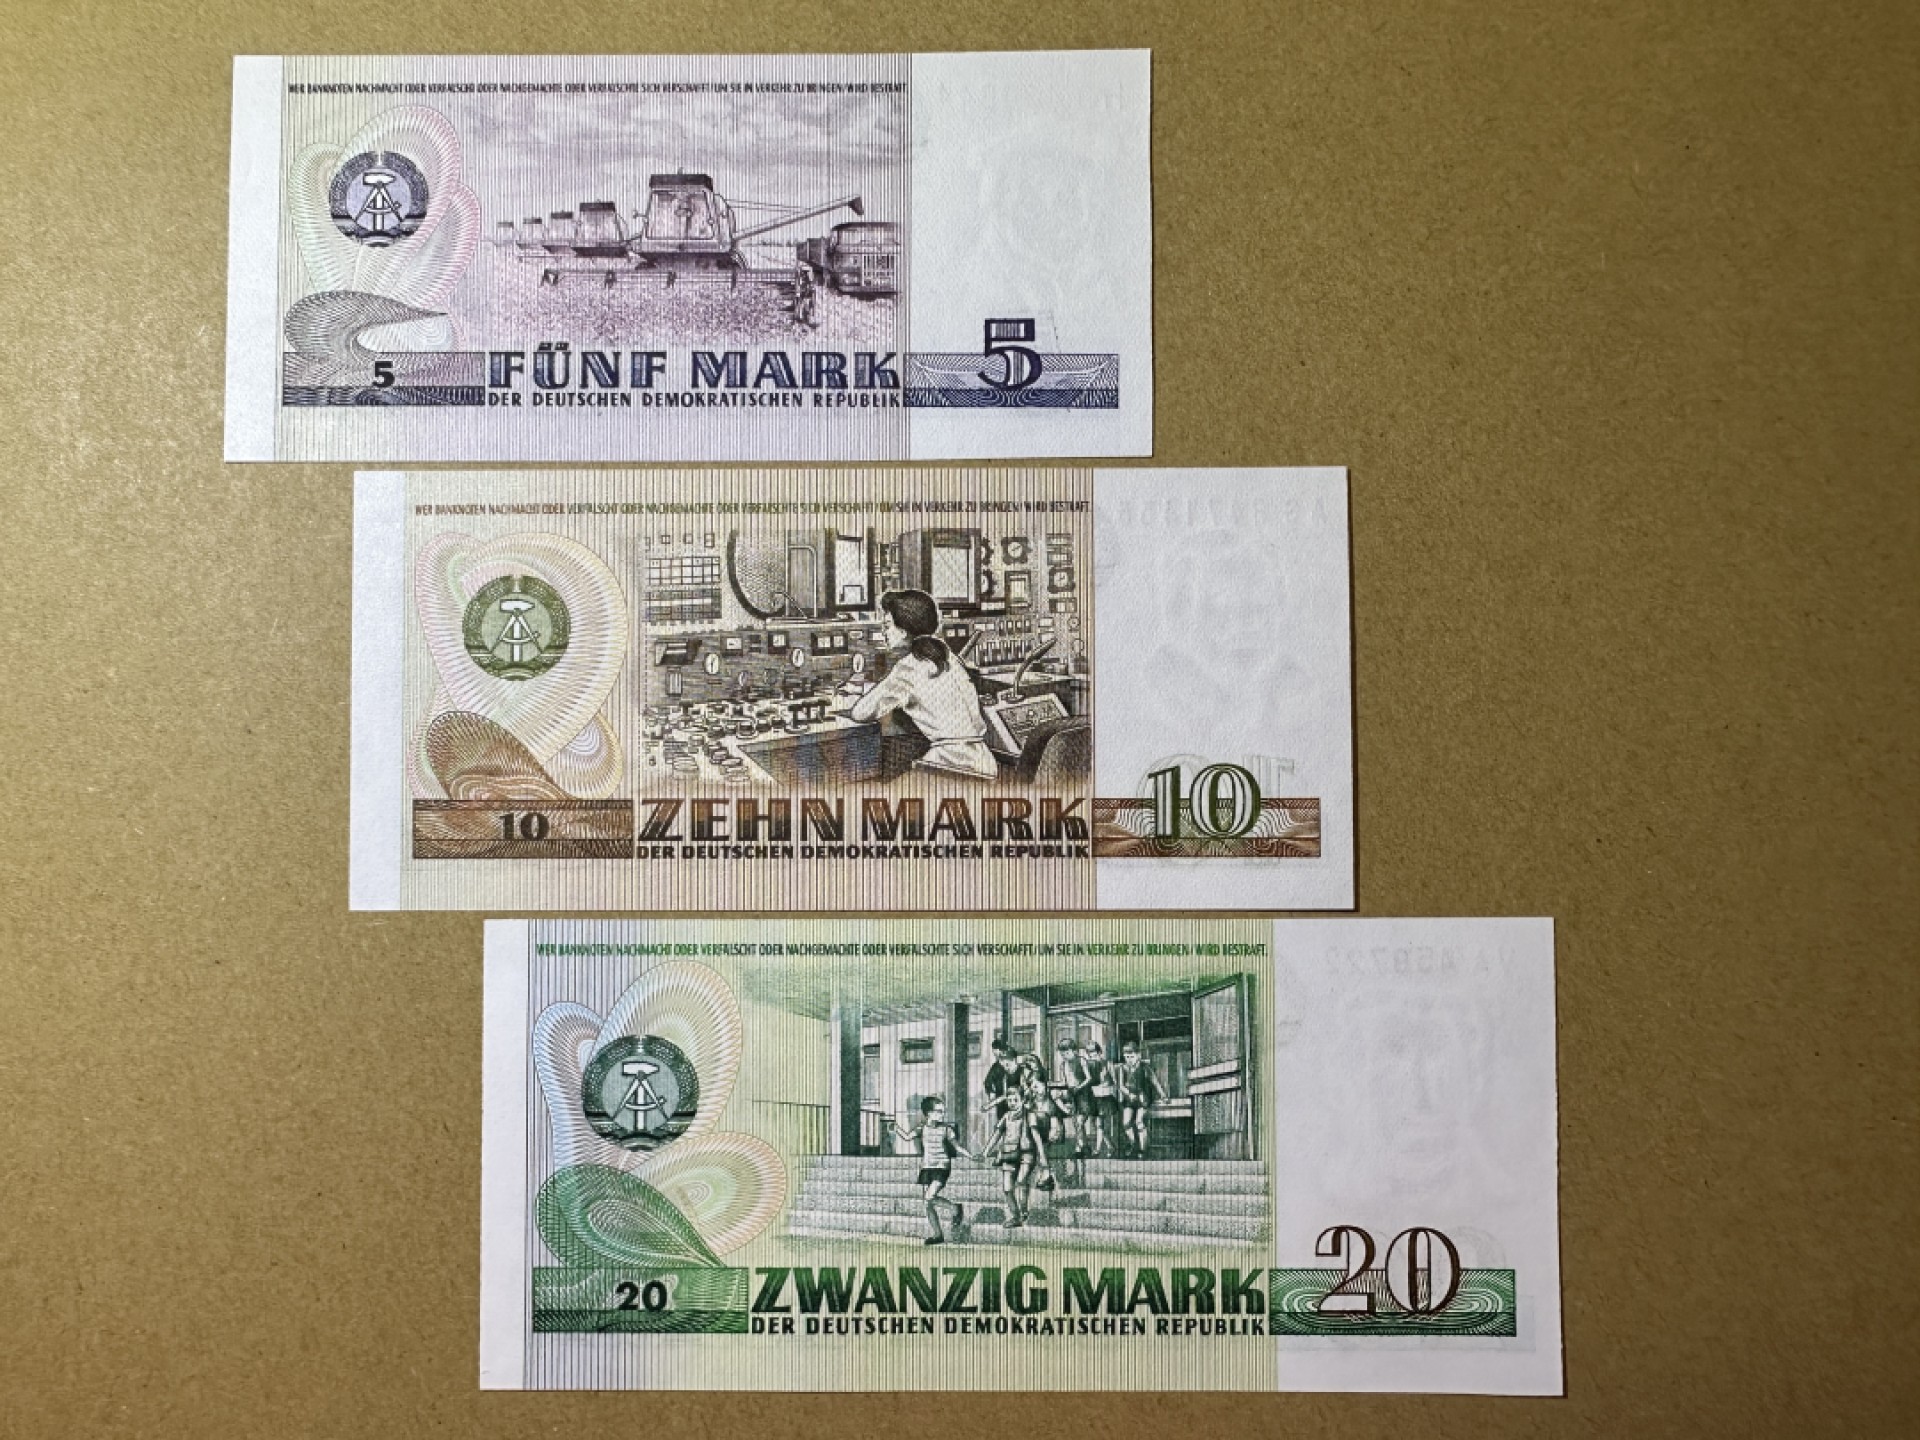 WER BANKNOTEN NACHMACHT ODER VERFÄLSCHT ODER NACHGEMACHTE ODER VERFÄLSCHTE SICH VERSCHAFFT/UM SIE IN VERKEHR ZU BRINGEN/WIRD BESTRAFT.
5
FÜNF MARK
5
DER DEUTSCHEN DEMOKRATISCHEN REPUBLIK
WER BANKNOTEN NACHMACHT ODER VERFÄLSCHT ODER NACHGEMACHTE ODER VERFÄLSCHTE SICH VERSCHAFFT/UM SIE IN VERKEHR ZU BRINGEN/WIRD BESTRAFT.
10
ZEHN MARK
10
DER DEUTSCHEN DEMOKRATISCHEN REPUBLIK
WER BANKNOTEN NACHMACHT ODER VERFÄLSCHT ODER NACHGEMACHTE ODER VERFÄLSCHTE SICH VERSCHAFFT/UM SIE IN VERKEHR ZU BRINGEN/WIRD BESTRAFT.
20
ZWANZIG MARK
20
DER DEUTSCHEN DEMOKRATISCHEN REPUBLIK